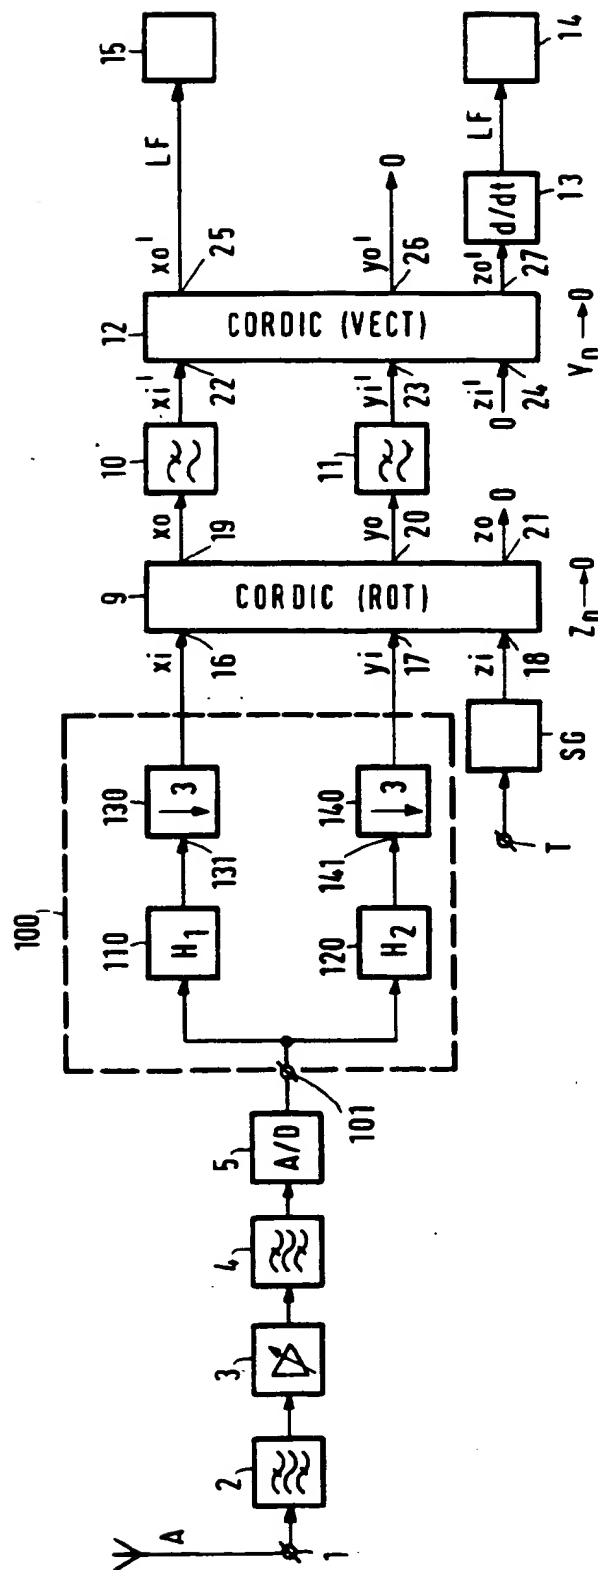 A
1
2
3
4
5
A/D
101
100
110
H1
120
H2
131
130
3
141
140
3
xi
16
yi
17
zi
18
SG
T
9
CORDIC (ROT)
Zn → 0
xo
19
yo
20
zo
21
0
10
11
xi'
22
yi'
23
zi'
24
0
12
CORDIC (VECT)
Yn → 0
xo'
25
yo'
26
zo'
27
0
d/dt
13
LF
15
LF
14